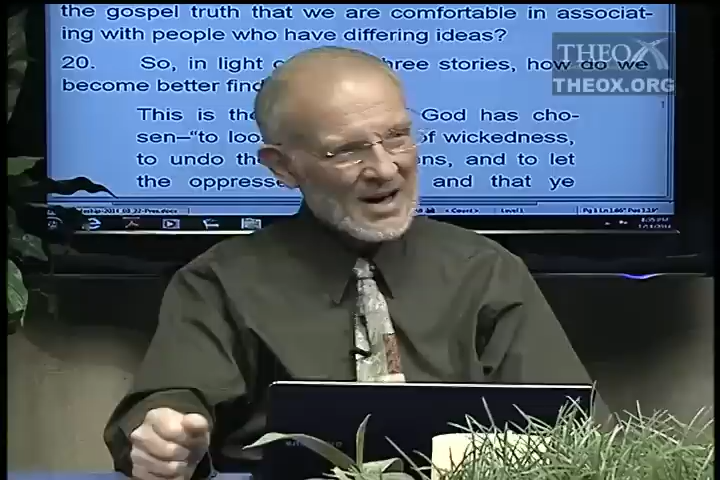 the gospel truth that we are comfortable in associat-
ing with people who have differing ideas?
THEOX
THEOX.ORG
20. So, in light hree stories, how do we
become better find
This is the God has cho-
sen—"to loo of wickedness,
to undo th ns, and to let
the oppresse and that ye